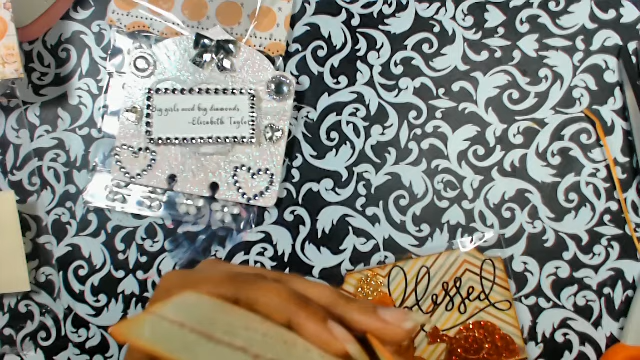 Big girls need big diamonds.
-Elizabeth Taylor
blessed